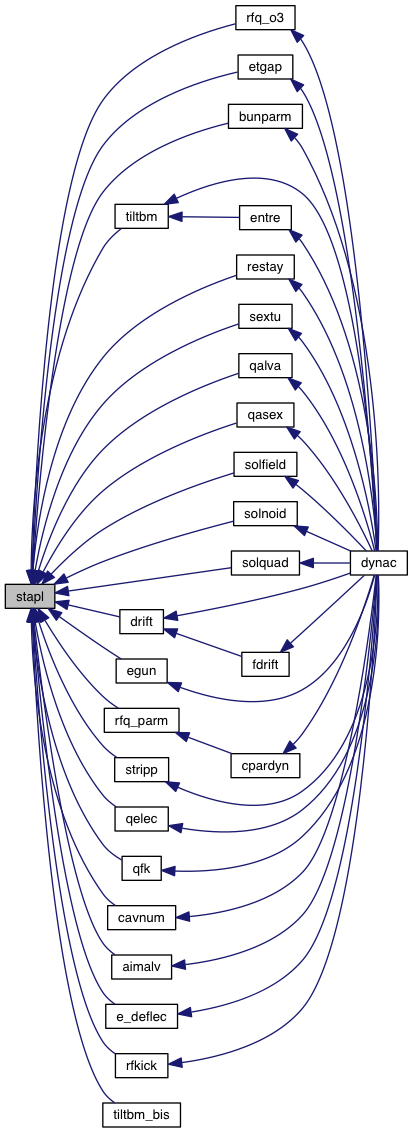 rfq_o3
etgap
bunparm
tiltbm
entre
restay
sextu
qalva
qasex
solfield
solnoid
solquad
dynac
stapl
drift
fdrift
egun
rfq_parm
cpardyn
stripp
qelec
qfk
cavnum
aimalv
e_deflec
rfkick
tiltbm_bis